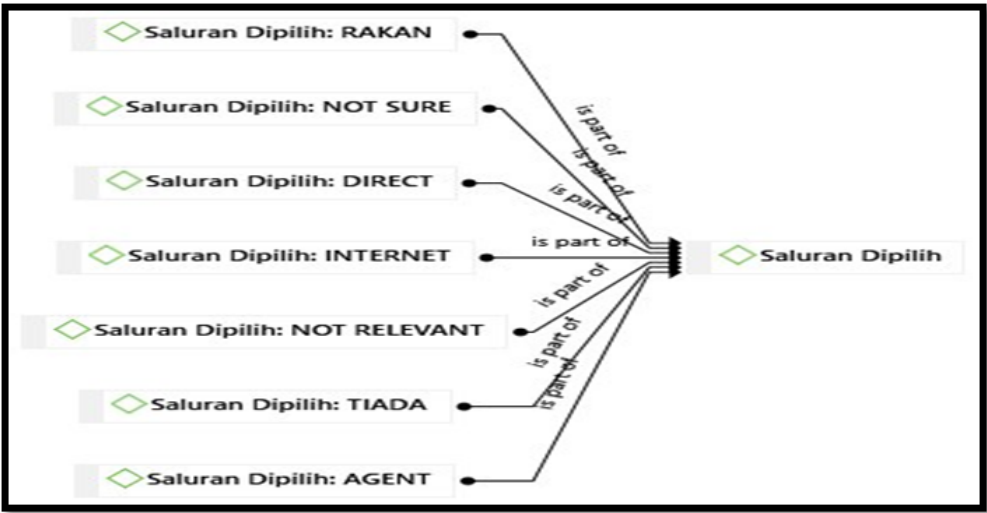 Saluran Dipilih: RAKAN
is part of
Saluran Dipilih: NOT SURE
is part of
Saluran Dipilih: DIRECT
is part of
is part of
Saluran Dipilih: INTERNET
Saluran Dipilih
is part of
Saluran Dipilih: NOT RELEVANT
is part of
is part of
Saluran Dipilih: TIADA
Saluran Dipilih: AGENT